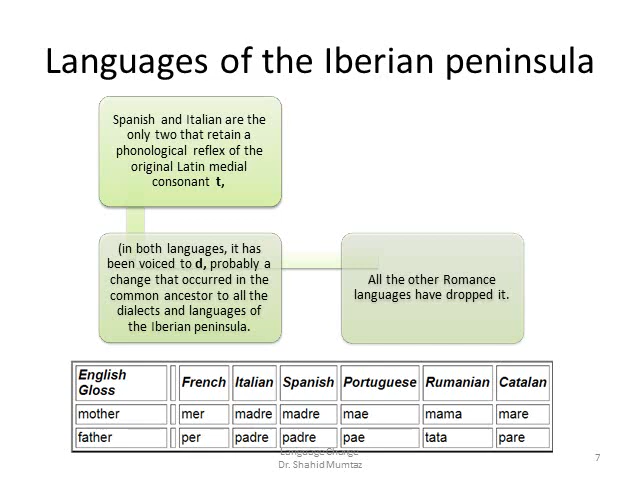 Languages of the Iberian peninsula
Spanish and Italian are the
only two that retain a
phonological reflex of the
original Latin medial
consonant t,
(in both languages, it has
been voiced to d, probably a
change that occurred in the
common ancestor to all the
dialects and languages of
the Iberian peninsula.
All the other Romance
languages have dropped it.
English Gloss French Italian Spanish Portuguese Rumanian Catalan
mother mer madre madre mae mama mare
father per padre padre pae tata pare
Language Change
Dr. Shahid Mumtaz
7